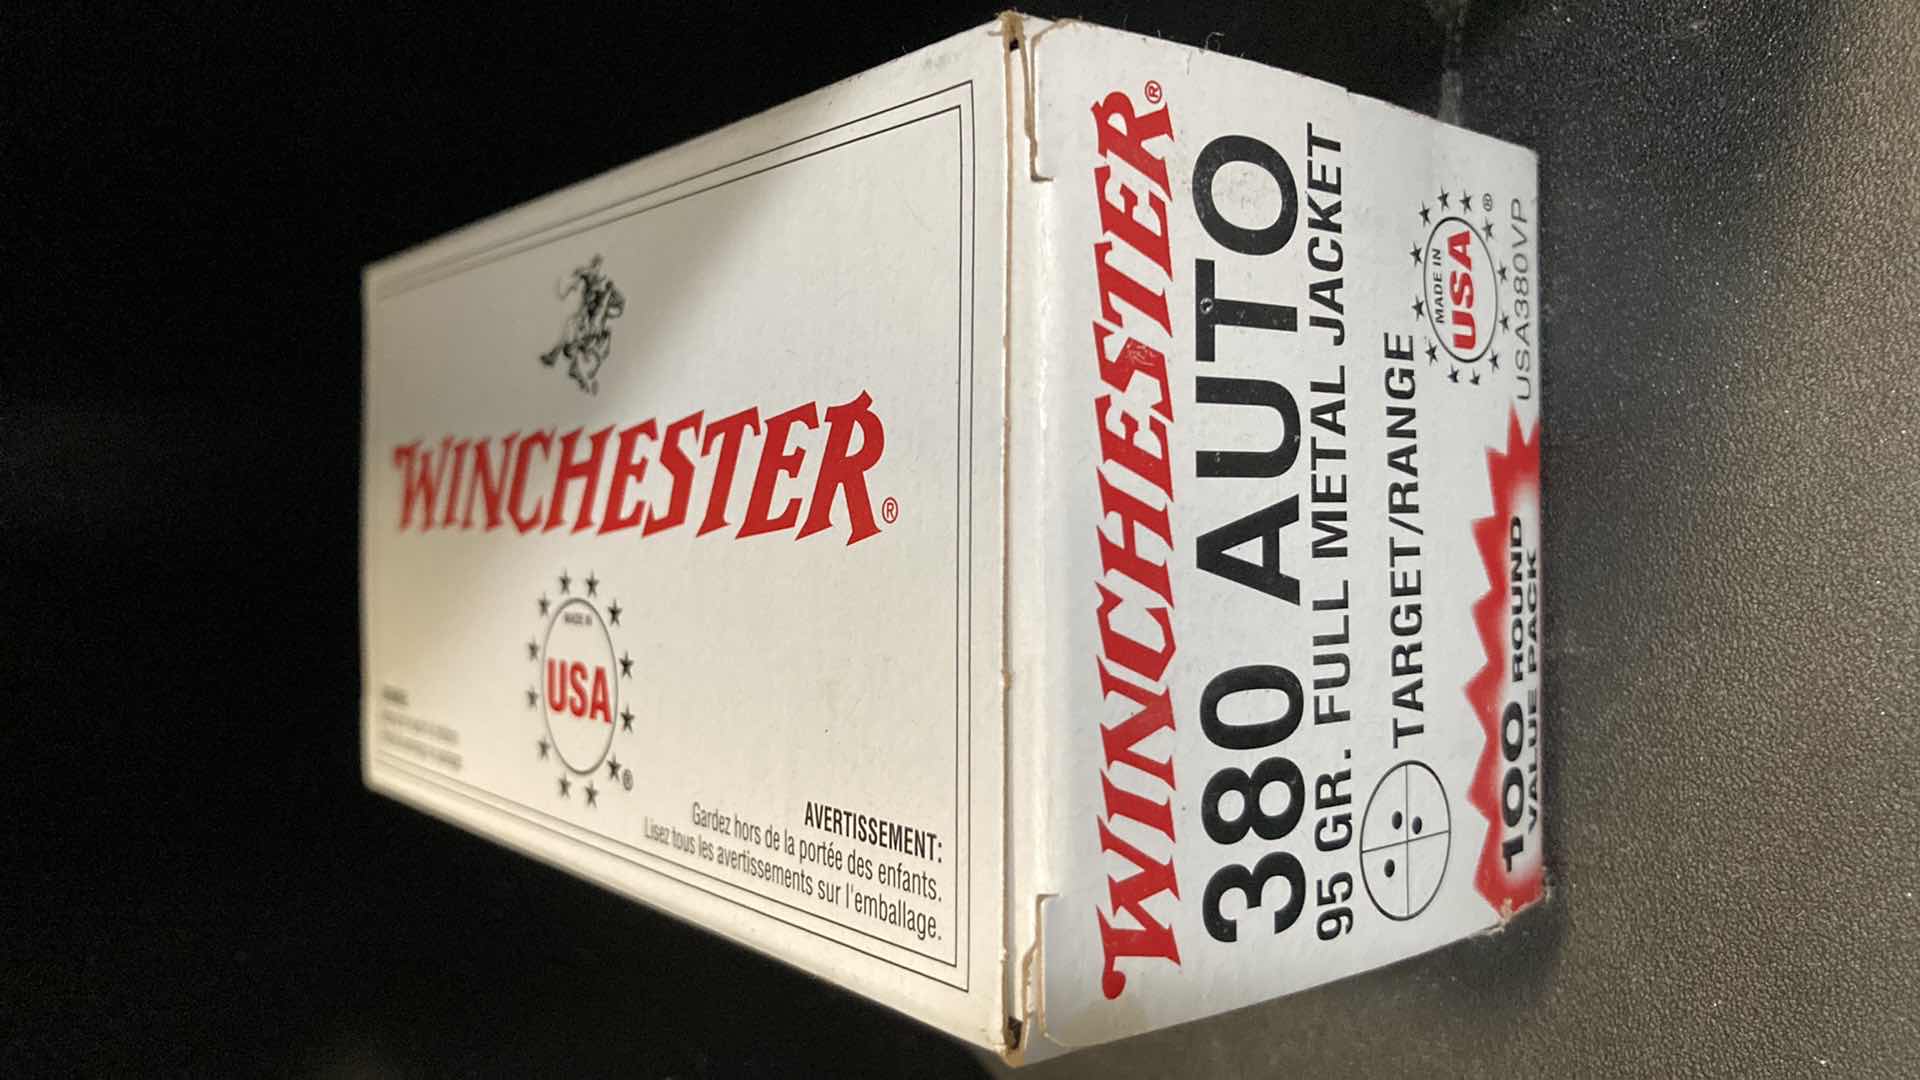 WINCHESTER®
MADE IN
USA
®
AVERTISSEMENT:
Gardez hors de la portée des enfants.
Lisez tous les avertissements sur l'emballage.
WINCHESTER®
380 AUTO
95 GR. FULL METAL JACKET
TARGET/RANGE
MADE IN
USA
®
100 ROUND
VALUE PACK
USA380VP